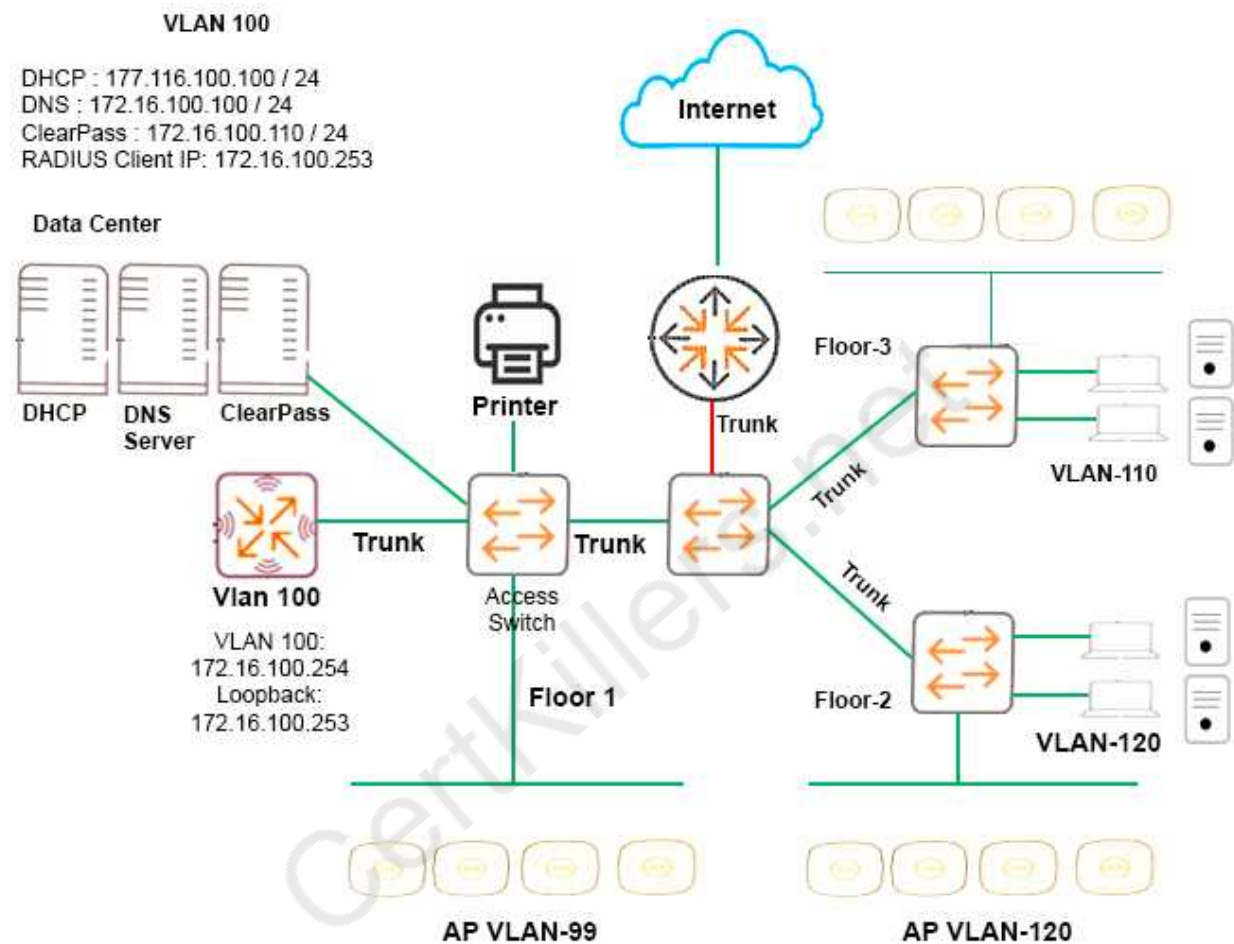 VLAN 100
DHCP : 177.116.100.100 / 24
DNS : 172.16.100.100 / 24
ClearPass : 172.16.100.110 / 24
RADIUS Client IP: 172.16.100.253
Internet
Data Center
DHCP
DNS
Server
ClearPass
Printer
Trunk
Floor-3
VLAN-110
Trunk
Trunk
Trunk
Trunk
Vlan 100
VLAN 100:
172.16.100.254
Loopback:
172.16.100.253
Access
Switch
Floor 1
Floor-2
VLAN-120
AP VLAN-99
AP VLAN-120
CertKillers.net